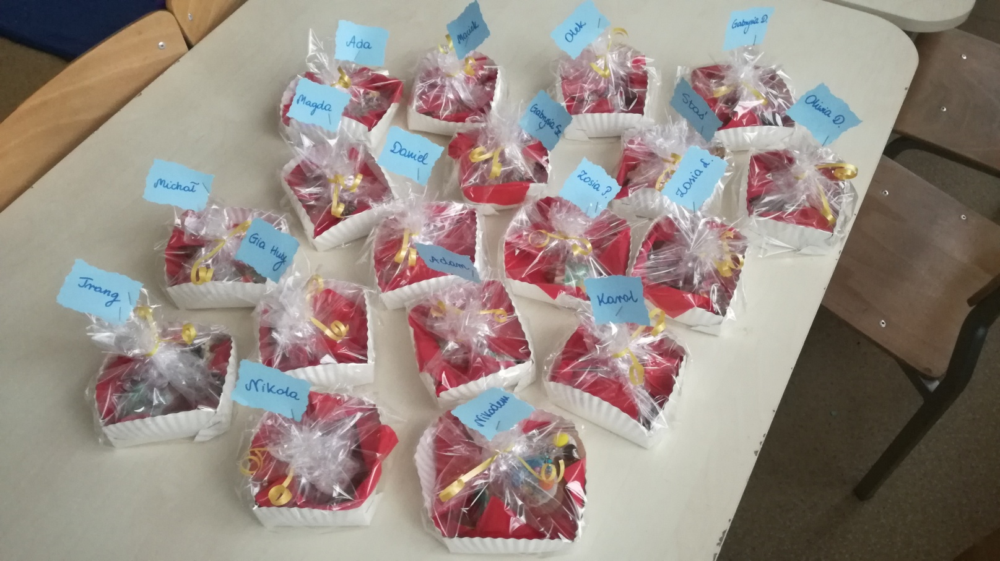 Ada
Maciek
Olek
Gabrysia D.
Magda
Gabrysia Sz.
Staś
Oliwia D.
Daniel
Michał
Zosia P.
Zosia L.
Gia Huy
Adam
Trang
Karol
Nikola
Nikodem